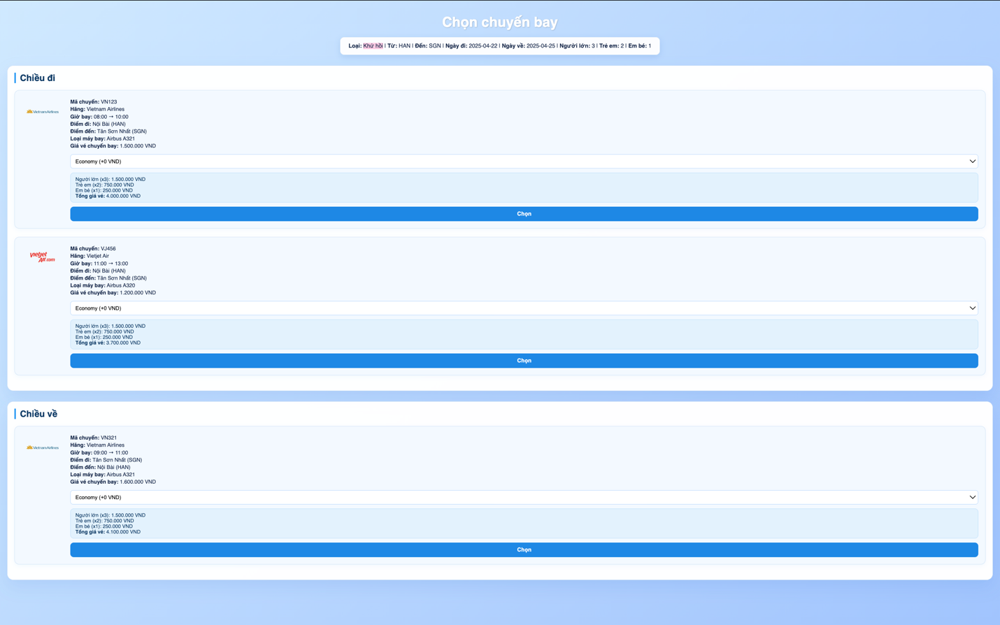 Chọn chuyến bay
Loại: Khứ hồi | Từ: HAN | Đến: SGN | Ngày đi: 2025-04-22 | Ngày về: 2025-04-25 | Người lớn: 3 | Trẻ em: 2 | Em bé: 1
Chiều đi
VietnamAirlines
Mã chuyến: VN123
Hãng: Vietnam Airlines
Giờ bay: 08:00 → 10:00
Điểm đi: Nội Bài (HAN)
Điểm đến: Tân Sơn Nhất (SGN)
Loại máy bay: Airbus A321
Giá vé chuyến bay: 1.500.000 VND
Economy (+0 VND)
Người lớn (x3): 1.500.000 VND
Trẻ em (x2): 750.000 VND
Em bé (x1): 250.000 VND
Tổng giá vé: 4.000.000 VND
Chọn
vietjet
Air.com
Mã chuyến: VJ456
Hãng: Vietjet Air
Giờ bay: 11:00 → 13:00
Điểm đi: Nội Bài (HAN)
Điểm đến: Tân Sơn Nhất (SGN)
Loại máy bay: Airbus A320
Giá vé chuyến bay: 1.200.000 VND
Economy (+0 VND)
Người lớn (x3): 1.500.000 VND
Trẻ em (x2): 750.000 VND
Em bé (x1): 250.000 VND
Tổng giá vé: 3.700.000 VND
Chọn
Chiều về
VietnamAirlines
Mã chuyến: VN321
Hãng: Vietnam Airlines
Giờ bay: 09:00 → 11:00
Điểm đi: Tân Sơn Nhất (SGN)
Điểm đến: Nội Bài (HAN)
Loại máy bay: Airbus A321
Giá vé chuyến bay: 1.600.000 VND
Economy (+0 VND)
Người lớn (x3): 1.500.000 VND
Trẻ em (x2): 750.000 VND
Em bé (x1): 250.000 VND
Tổng giá vé: 4.100.000 VND
Chọn